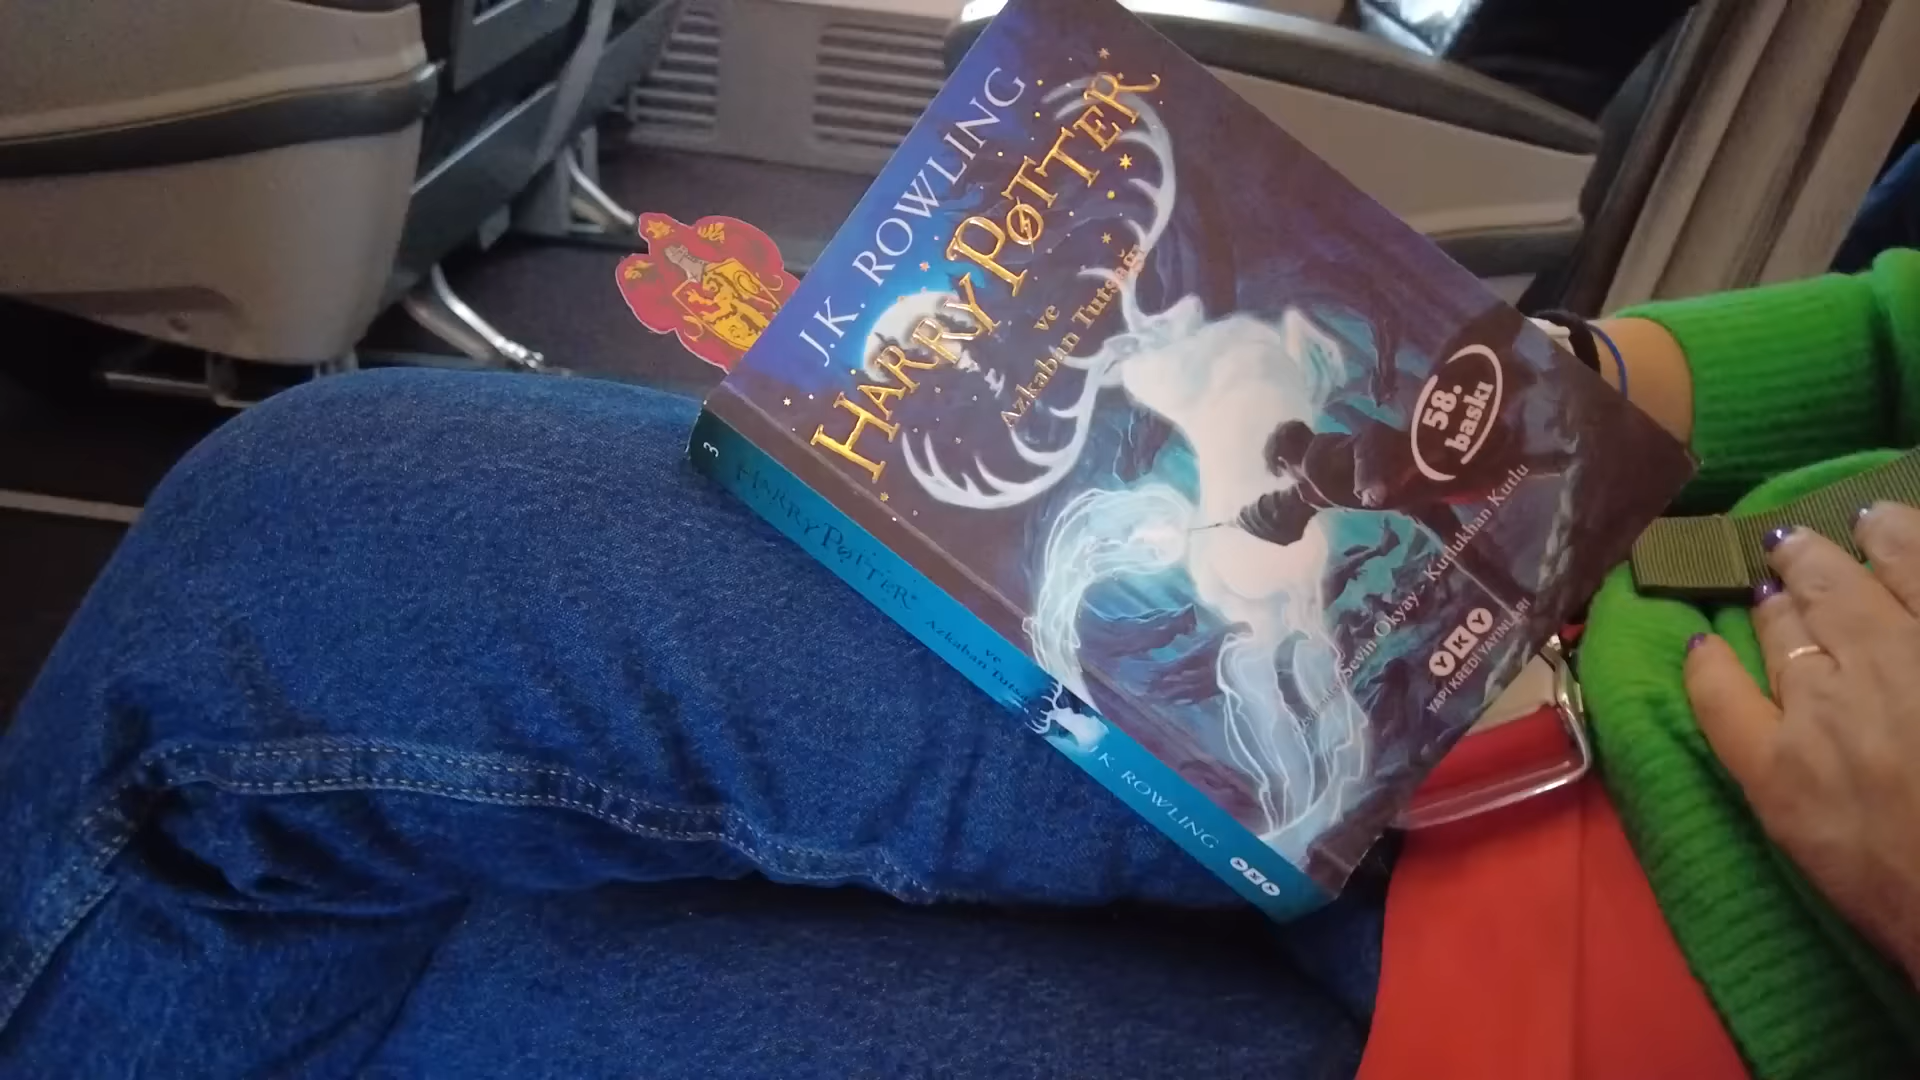 J.K. ROWLING
HARRY POTTER
ve
Azkaban Tutsağı
58.
baskı
Sevin Okyay - Kutlukhan Kutlu
YKY
YAPI KREDİ YAYINLARI
3
HARRY POTTER
ve
Azkaban Tutsağı
J.K. ROWLING
YKY